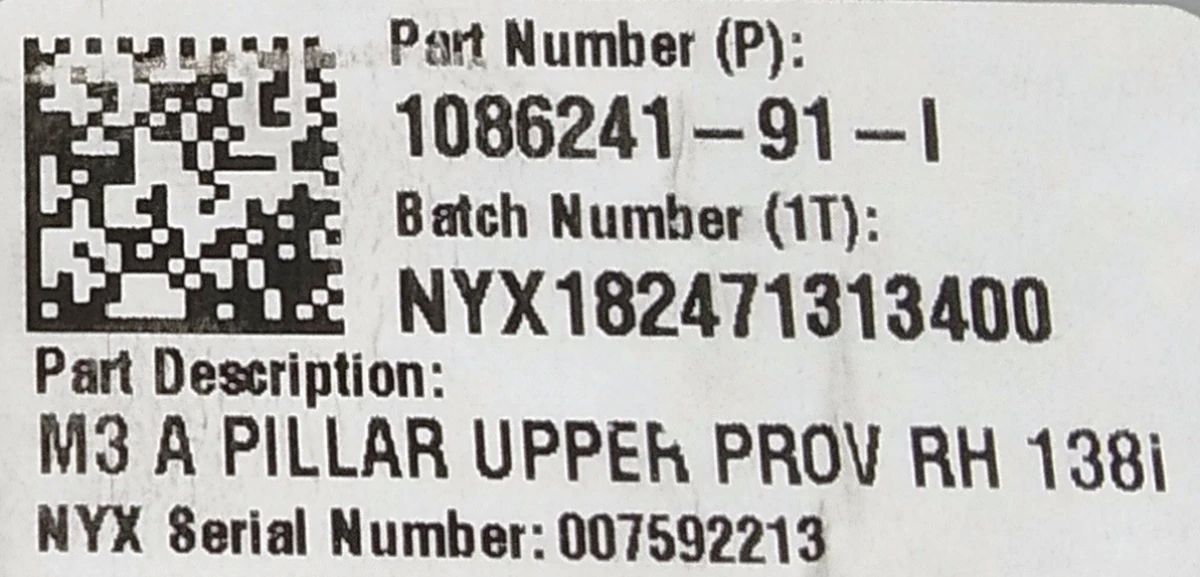 Part Number (P):
1086241-91-I
Batch Number (1T):
NYX182471313400
Part Description:
M3 A PILLAR UPPER PROV RH 138i
NYX Serial Number: 007592213